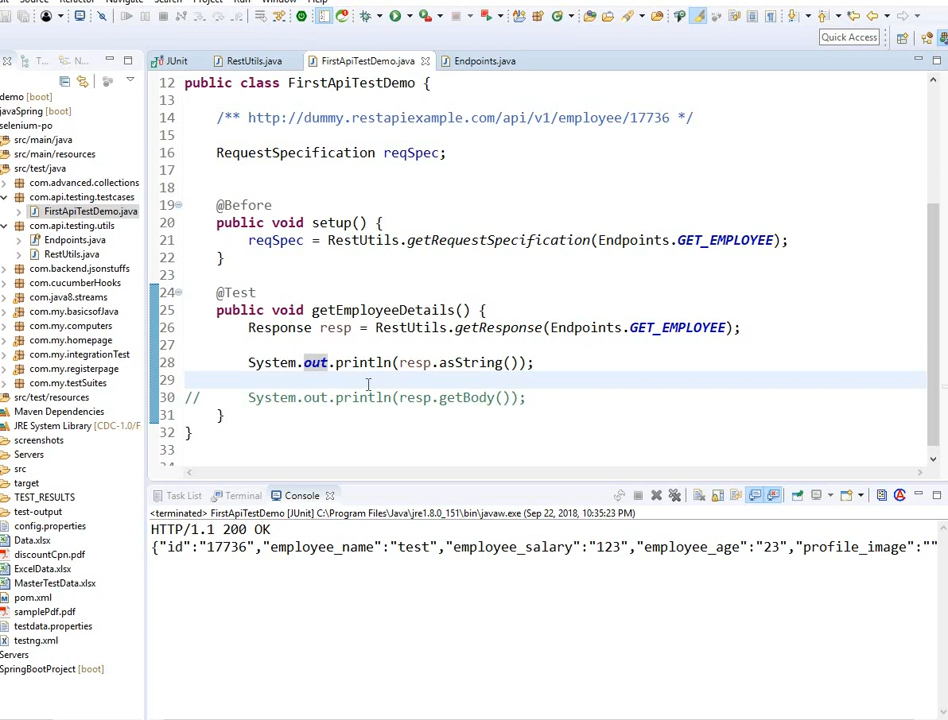 Quick Access
T...
N...
JUnit
RestUtils.java
FirstApiTestDemo.java
Endpoints.java
demo [boot]
javaSpring [boot]
selenium-po
src/main/java
src/main/resources
src/test/java
com.advanced.collections
com.api.testing.testcases
FirstApiTestDemo.java
com.api.testing.utils
Endpoints.java
RestUtils.java
com.backend.jsonstuffs
com.cucumberHooks
com.java8.streams
com.my.basicsofJava
com.my.computers
com.my.homepage
com.my.integrationTest
com.my.registerpage
com.my.testSuites
src/test/resources
Maven Dependencies
JRE System Library [CDC-1.0/F
screenshots
Servers
src
target
TEST_RESULTS
test-output
config.properties
Data.xlsx
discountCpn.pdf
ExcelData.xlsx
MasterTestData.xlsx
pom.xml
samplePdf.pdf
testdata.properties
testng.xml
Servers
SpringBootProject [boot]
12 public class FirstApiTestDemo {
13
14 /** http://dummy.restapiexample.com/api/v1/employee/17736 */
15
16 RequestSpecification reqSpec;
17
18
19 @Before
20 public void setup() {
21 reqSpec = RestUtils.getRequestSpecification(Endpoints.GET_EMPLOYEE);
22 }
23
24 @Test
25 public void getEmployeeDetails() {
26 Response resp = RestUtils.getResponse(Endpoints.GET_EMPLOYEE);
27
28 System.out.println(resp.asString());
29
30 // System.out.println(resp.getBody());
31 }
32 }
33
Task List
Terminal
Console
<terminated> FirstApiTestDemo [JUnit] C:\Program Files\Java\jre1.8.0_151\bin\javaw.exe (Sep 22, 2018, 10:35:23 PM)
HTTP/1.1 200 OK
{"id":"17736","employee_name":"test","employee_salary":"123","employee_age":"23","profile_image":""